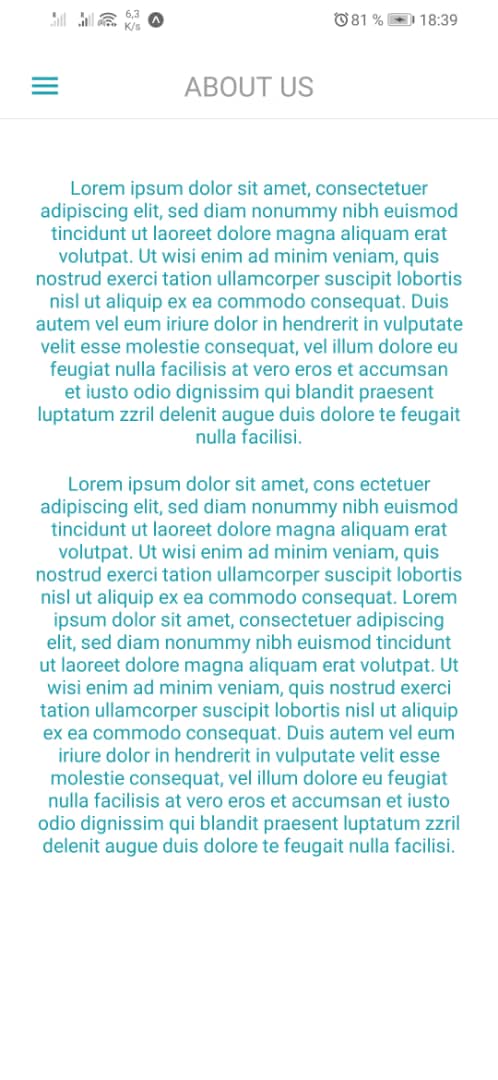 6,3
K/s
81 %
18:39
ABOUT US
Lorem ipsum dolor sit amet, consectetuer
adipiscing elit, sed diam nonummy nibh euismod
tincidunt ut laoreet dolore magna aliquam erat
volutpat. Ut wisi enim ad minim veniam, quis
nostrud exerci tation ullamcorper suscipit lobortis
nisl ut aliquip ex ea commodo consequat. Duis
autem vel eum iriure dolor in hendrerit in vulputate
velit esse molestie consequat, vel illum dolore eu
feugiat nulla facilisis at vero eros et accumsan
et iusto odio dignissim qui blandit praesent
luptatum zzril delenit augue duis dolore te feugait
nulla facilisi.
Lorem ipsum dolor sit amet, cons ectetuer
adipiscing elit, sed diam nonummy nibh euismod
tincidunt ut laoreet dolore magna aliquam erat
volutpat. Ut wisi enim ad minim veniam, quis
nostrud exerci tation ullamcorper suscipit lobortis
nisl ut aliquip ex ea commodo consequat. Lorem
ipsum dolor sit amet, consectetuer adipiscing
elit, sed diam nonummy nibh euismod tincidunt
ut laoreet dolore magna aliquam erat volutpat. Ut
wisi enim ad minim veniam, quis nostrud exerci
tation ullamcorper suscipit lobortis nisl ut aliquip
ex ea commodo consequat. Duis autem vel eum
iriure dolor in hendrerit in vulputate velit esse
molestie consequat, vel illum dolore eu feugiat
nulla facilisis at vero eros et accumsan et iusto
odio dignissim qui blandit praesent luptatum zzril
delenit augue duis dolore te feugait nulla facilisi.